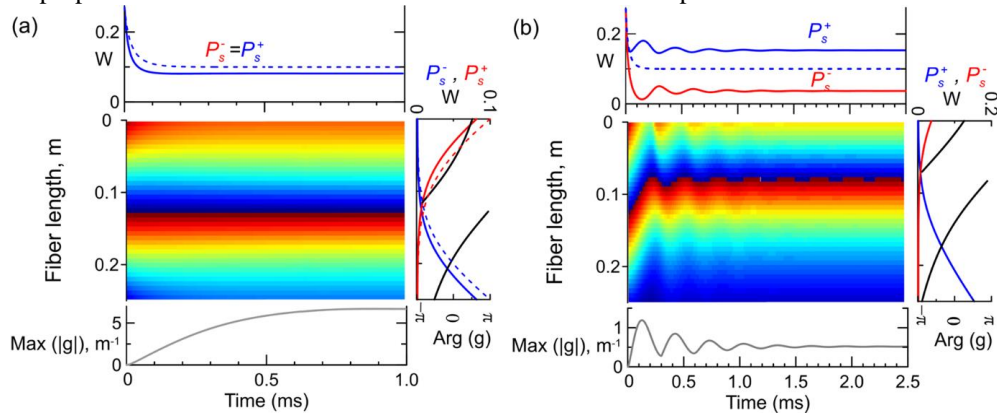 (a)
0.2
W
0
P_s^- = P_s^+
P_s^-, P_s^+
0 W 0.1
Fiber length, m
0
0.1
0.2
-π 0 π
Arg (g)
Max (|g|), m⁻¹
5
0
0 0.5 1.0
Time (ms)
(b)
0.2
W
0
P_s^+
P_s^-
P_s^+, P_s^-
0 W 0.2
Fiber length, m
0
0.1
0.2
-π 0 π
Arg (g)
Max (|g|), m⁻¹
1
0
0 0.5 1.0 1.5 2.0 2.5
Time (ms)